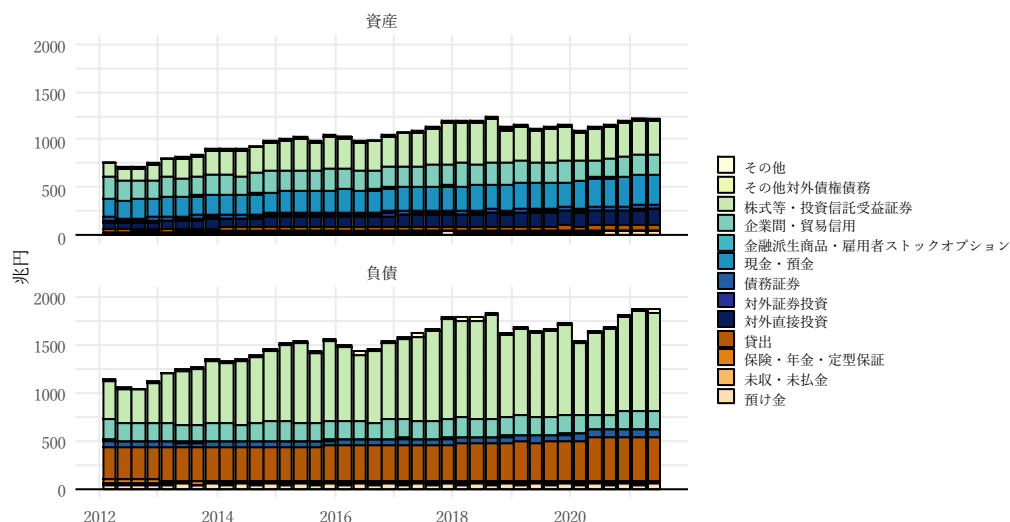 資産
2000
1500
1000
500
0
兆円
負債
2000
1500
1000
500
0
2012
2014
2016
2018
2020
その他
その他対外債権債務
株式等・投資信託受益証券
企業間・貿易信用
金融派生商品・雇用者ストックオプション
現金・預金
債務証券
対外証券投資
対外直接投資
貸出
保険・年金・定型保証
未収・未払金
預け金